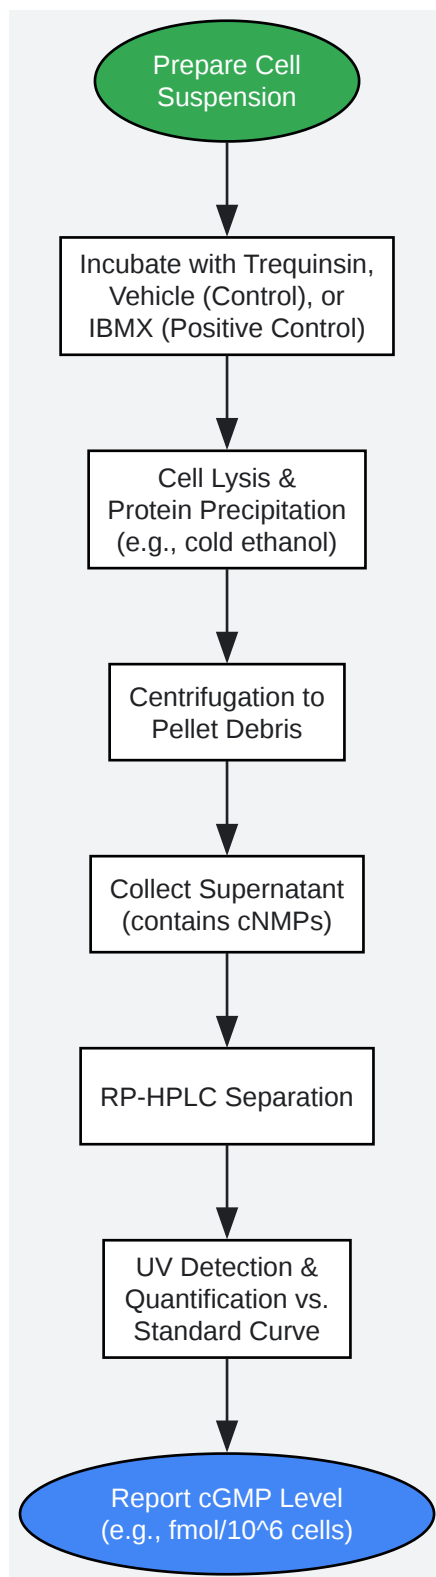 Prepare Cell
Suspension
Incubate with Trequinsin,
Vehicle (Control), or
IBMX (Positive Control)
Cell Lysis &
Protein Precipitation
(e.g., cold ethanol)
Centrifugation to
Pellet Debris
Collect Supernatant
(contains cNMPs)
RP-HPLC Separation
UV Detection &
Quantification vs.
Standard Curve
Report cGMP Level
(e.g., fmol/10^6 cells)